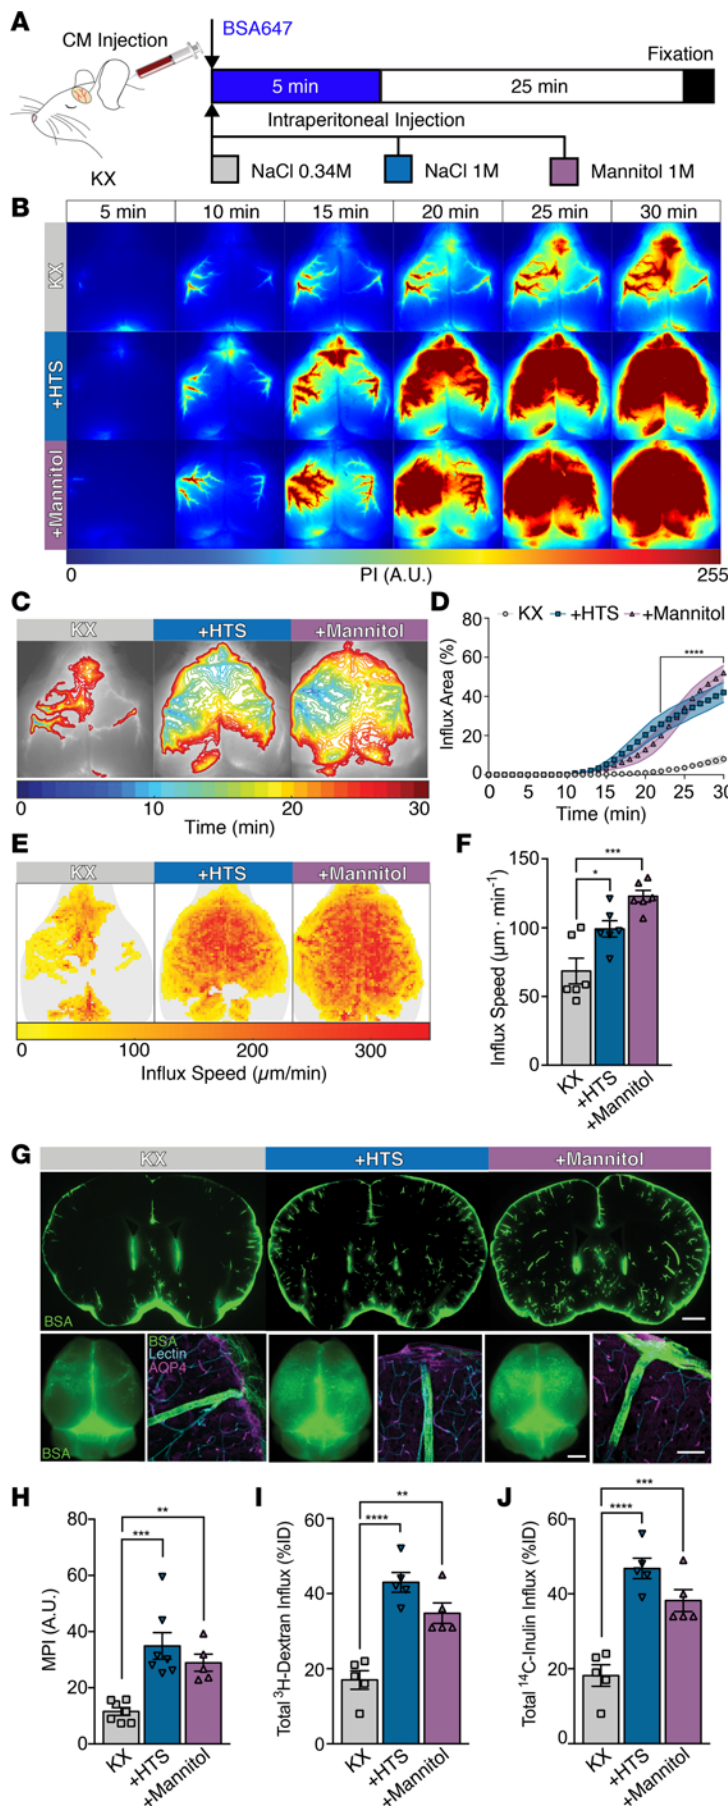 A
CM Injection
BSA647
Fixation
5 min
25 min
Intraperitoneal Injection
KX
NaCl 0.34M
NaCl 1M
Mannitol 1M
B
5 min
10 min
15 min
20 min
25 min
30 min
KX
+HTS
+Mannitol
0
PI (A.U.)
255
C
KX
+HTS
+Mannitol
0
10
20
30
Time (min)
D
KX
+HTS
+Mannitol
80
60
40
20
0
Influx Area (%)
****
0
5
10
15
20
25
30
Time (min)
E
KX
+HTS
+Mannitol
0
100
200
300
Influx Speed (µm/min)
F
150
100
50
0
Influx Speed (µm · min⁻¹)
***
*
KX
+HTS
+Mannitol
G
KX
+HTS
+Mannitol
BSA
BSA
Lectin
AQP4
BSA
H
80
60
40
20
0
MPI (A.U.)
**
***
KX
+HTS
+Mannitol
I
60
40
20
0
Total ³H-Dextran Influx (%ID)
**
****
KX
+HTS
+Mannitol
J
60
40
20
0
Total ¹⁴C-Inulin Influx (%ID)
***
****
KX
+HTS
+Mannitol